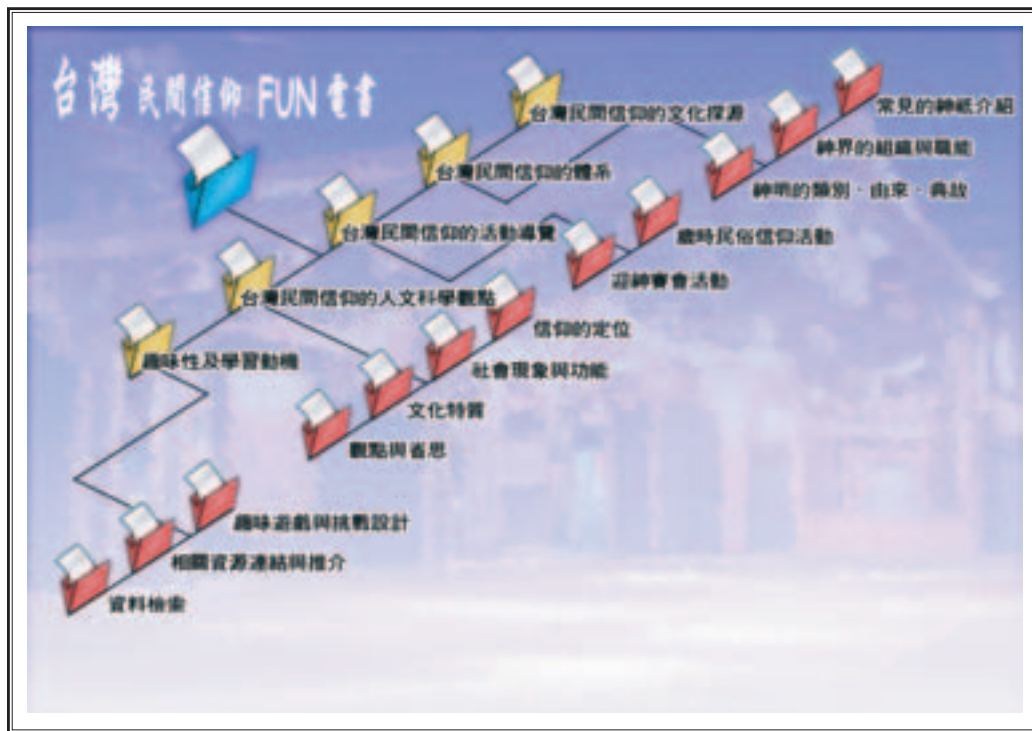 台灣 民間信仰 FUN 電書
台灣民間信仰的文化探源
台灣民間信仰的體系
台灣民間信仰的活動導覽
台灣民間信仰的人文科學觀點
趣味性及學習動機
常見的神祇介紹
神界的組織與職能
神明的類別、由來、典故
歲時民俗信仰活動
迎神賽會活動
信仰的定位
社會現象與功能
文化特質
觀點與省思
趣味遊戲與挑戰設計
相關資源連結與推介
資料檢索